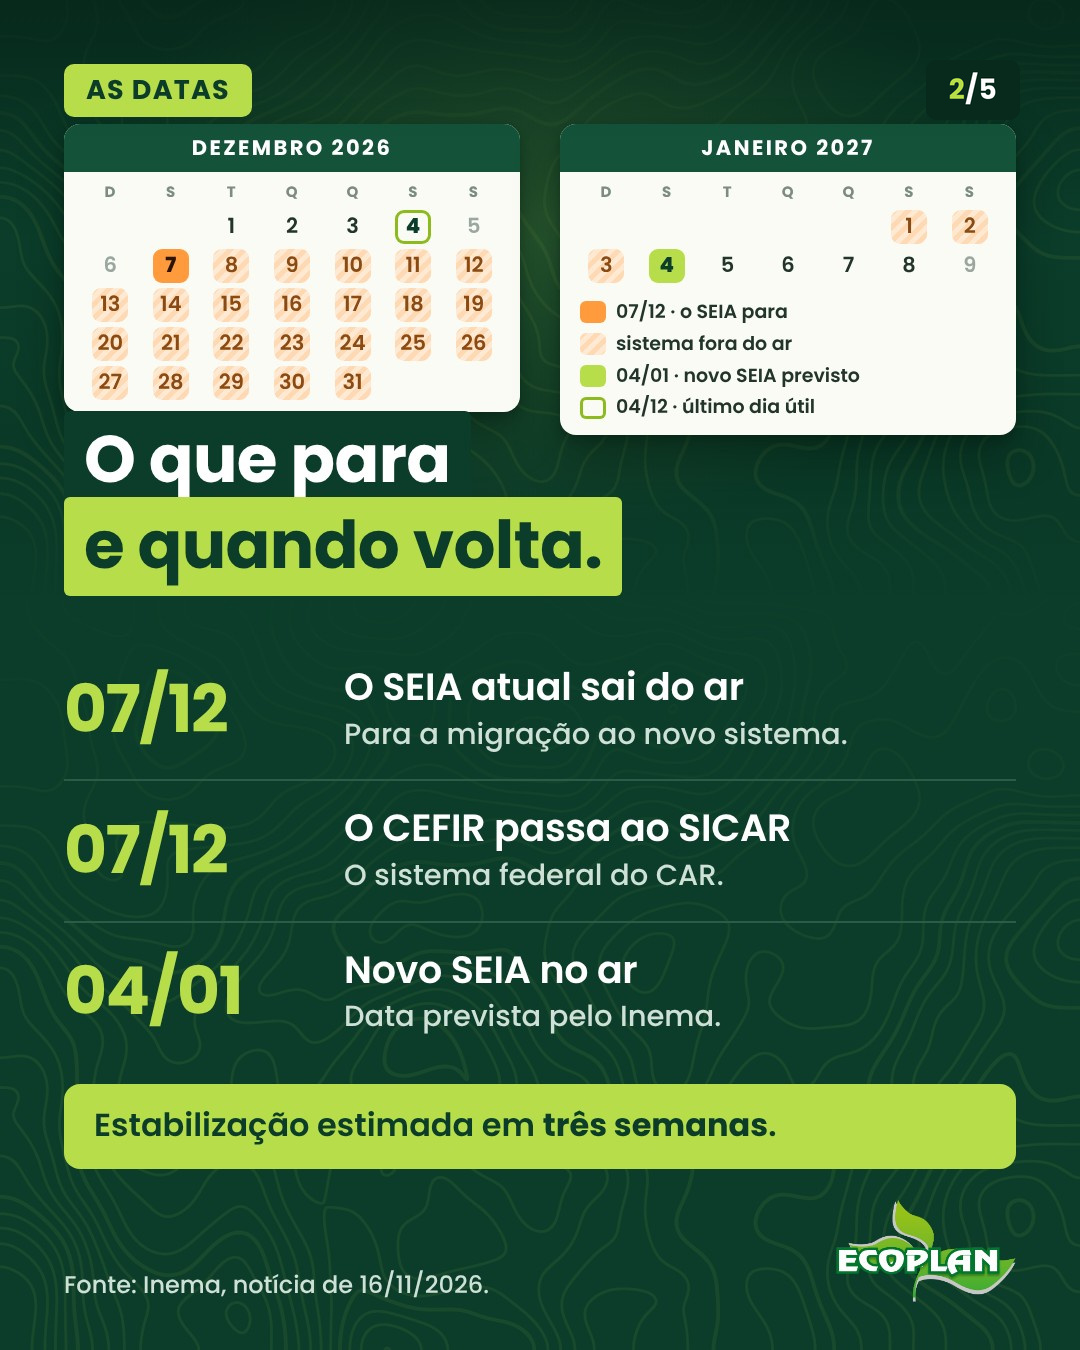 AS DATAS
2/5
DEZEMBRO 2026
D S T Q Q S S
1 2 3 4 5
6 7 8 9 10 11 12
13 14 15 16 17 18 19
20 21 22 23 24 25 26
27 28 29 30 31
JANEIRO 2027
D S T Q Q S S
1 2
3 4 5 6 7 8 9
07/12 · o SEIA para
sistema fora do ar
04/01 · novo SEIA previsto
04/12 · último dia útil
O que para
e quando volta.
07/12
O SEIA atual sai do ar
Para a migração ao novo sistema.
07/12
O CEFIR passa ao SICAR
O sistema federal do CAR.
04/01
Novo SEIA no ar
Data prevista pelo Inema.
Estabilização estimada em três semanas.
ECOPLAN
Fonte: Inema, notícia de 16/11/2026.